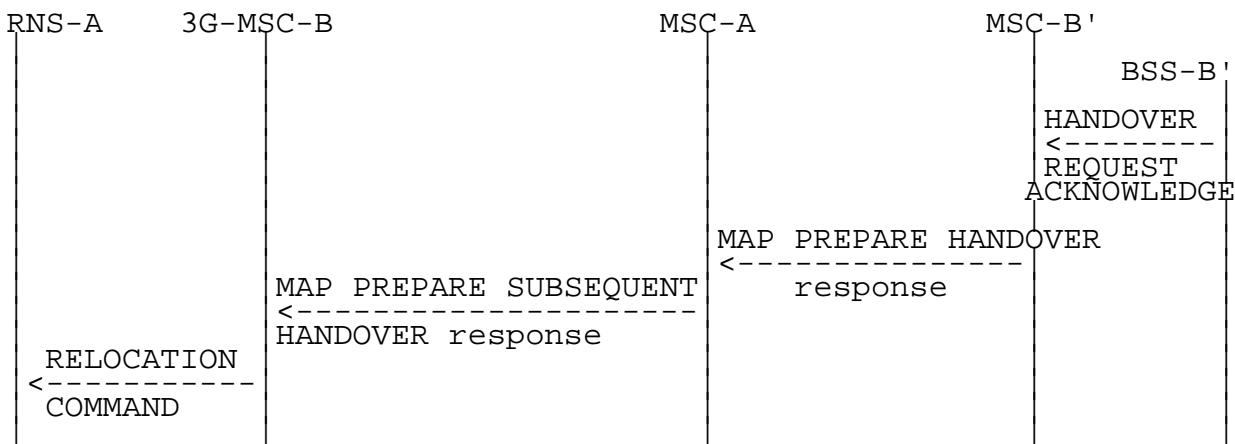 RNS-A 3G-MSC-B MSC-A MSC-B'
BSS-B'
HANDOVER
REQUEST
ACKNOWLEDGE
MAP PREPARE HANDOVER
response
MAP PREPARE SUBSEQUENT
HANDOVER response
RELOCATION
COMMAND